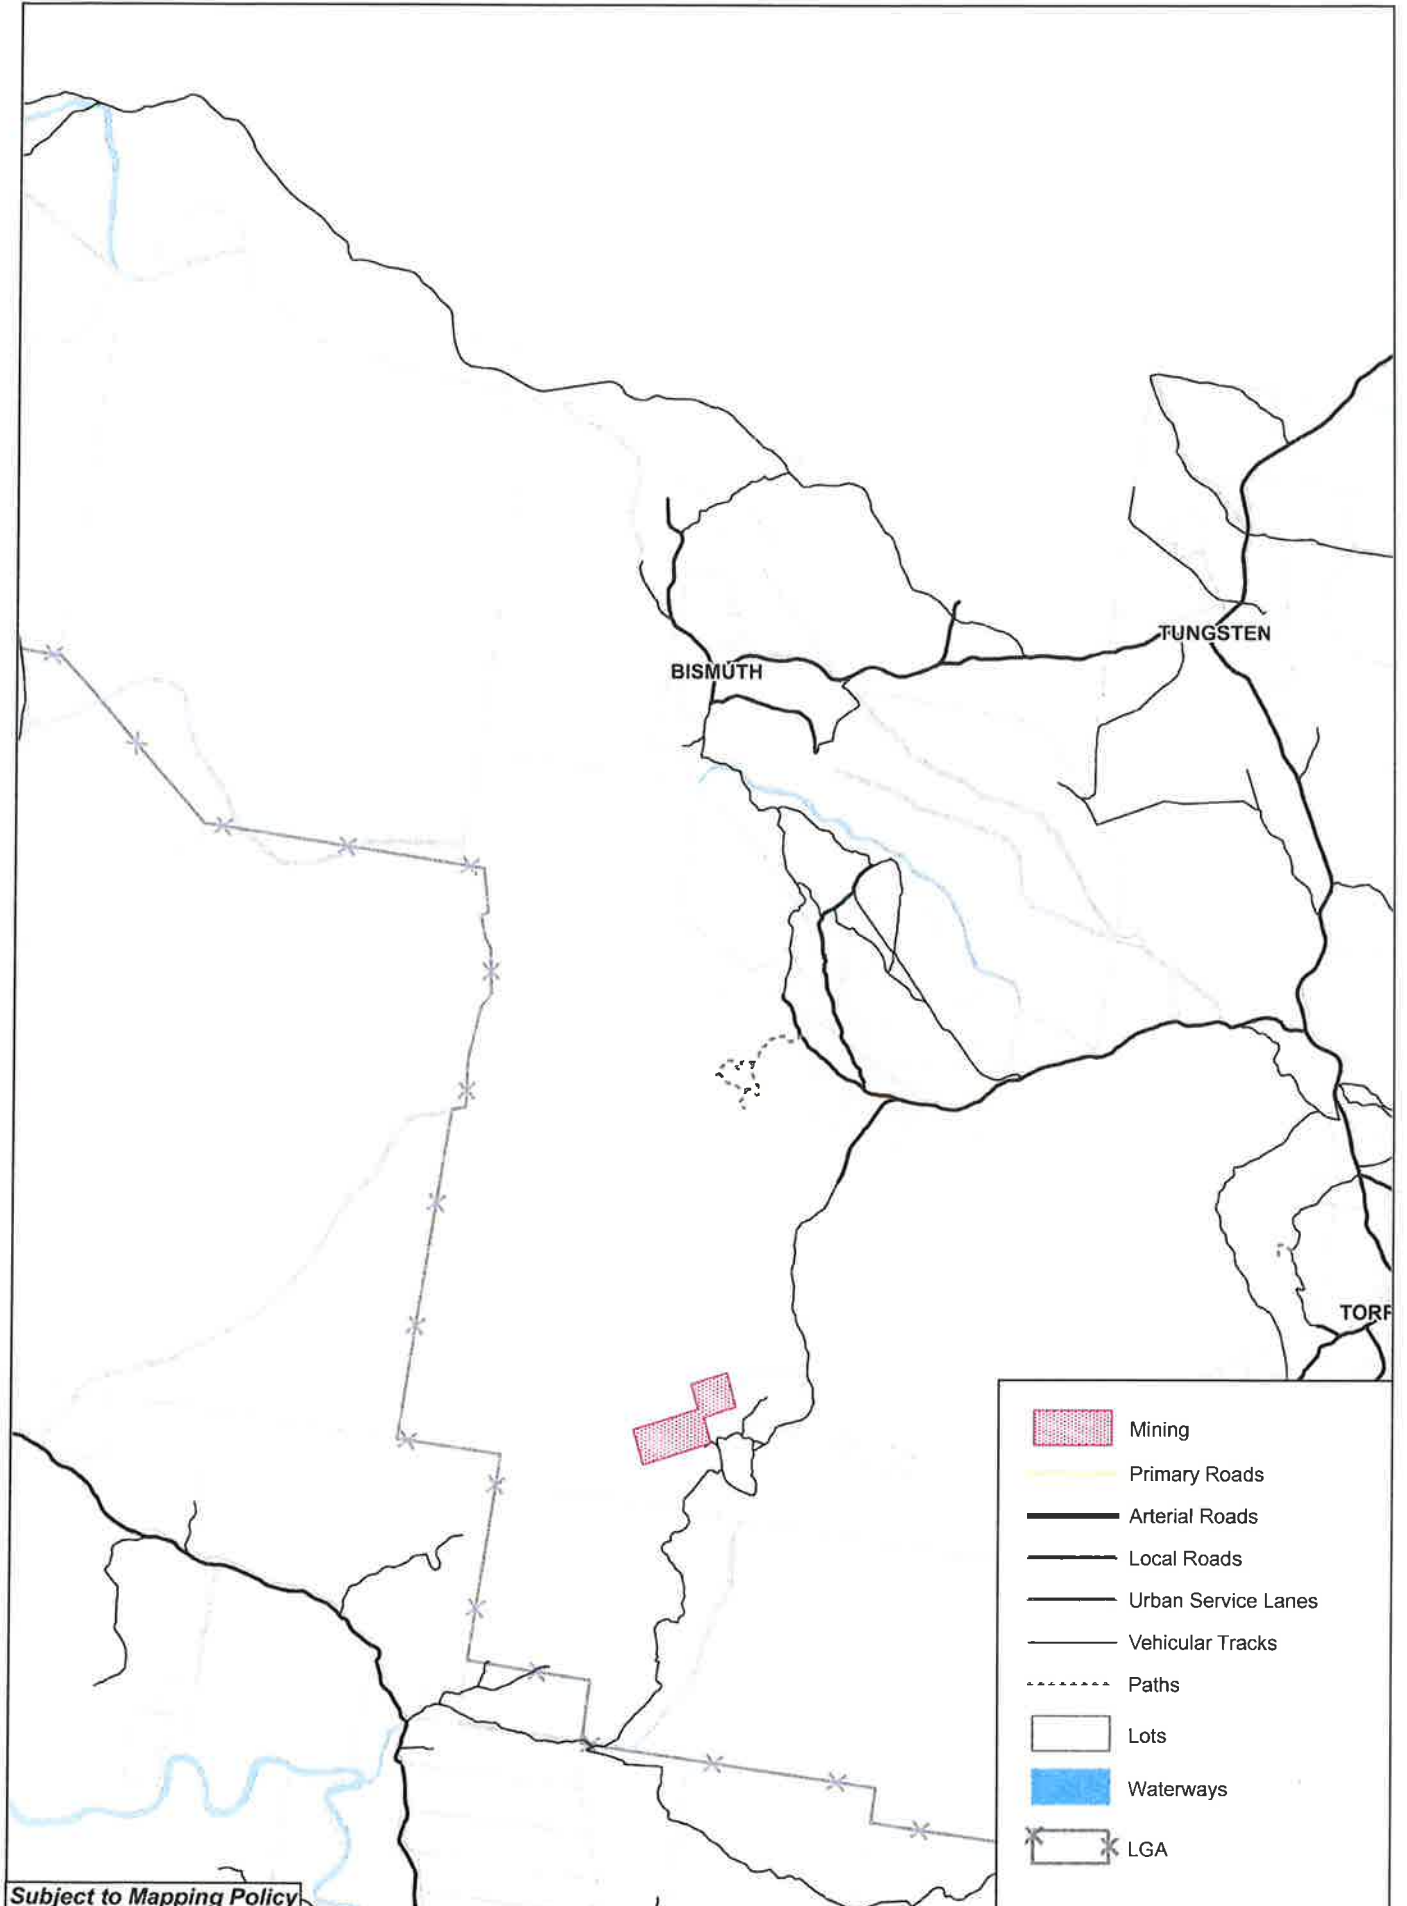 TUNGSTEN
BISMUTH
TORF
Mining
Primary Roads
Arterial Roads
Local Roads
Urban Service Lanes
Vehicular Tracks
Paths
Lots
Waterways
LGA
Subject to Mapping Policy